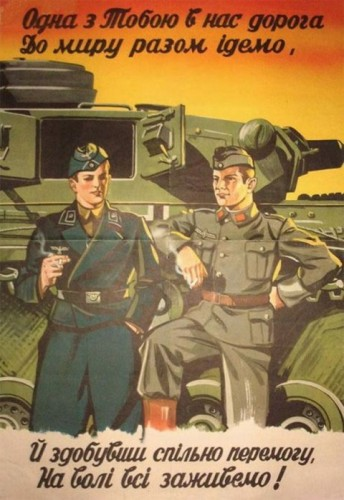 Одна з Тобою в нас дорога
До миру разом ідемо,
Й здобувши спільно перемогу,
На волі всі заживемо!